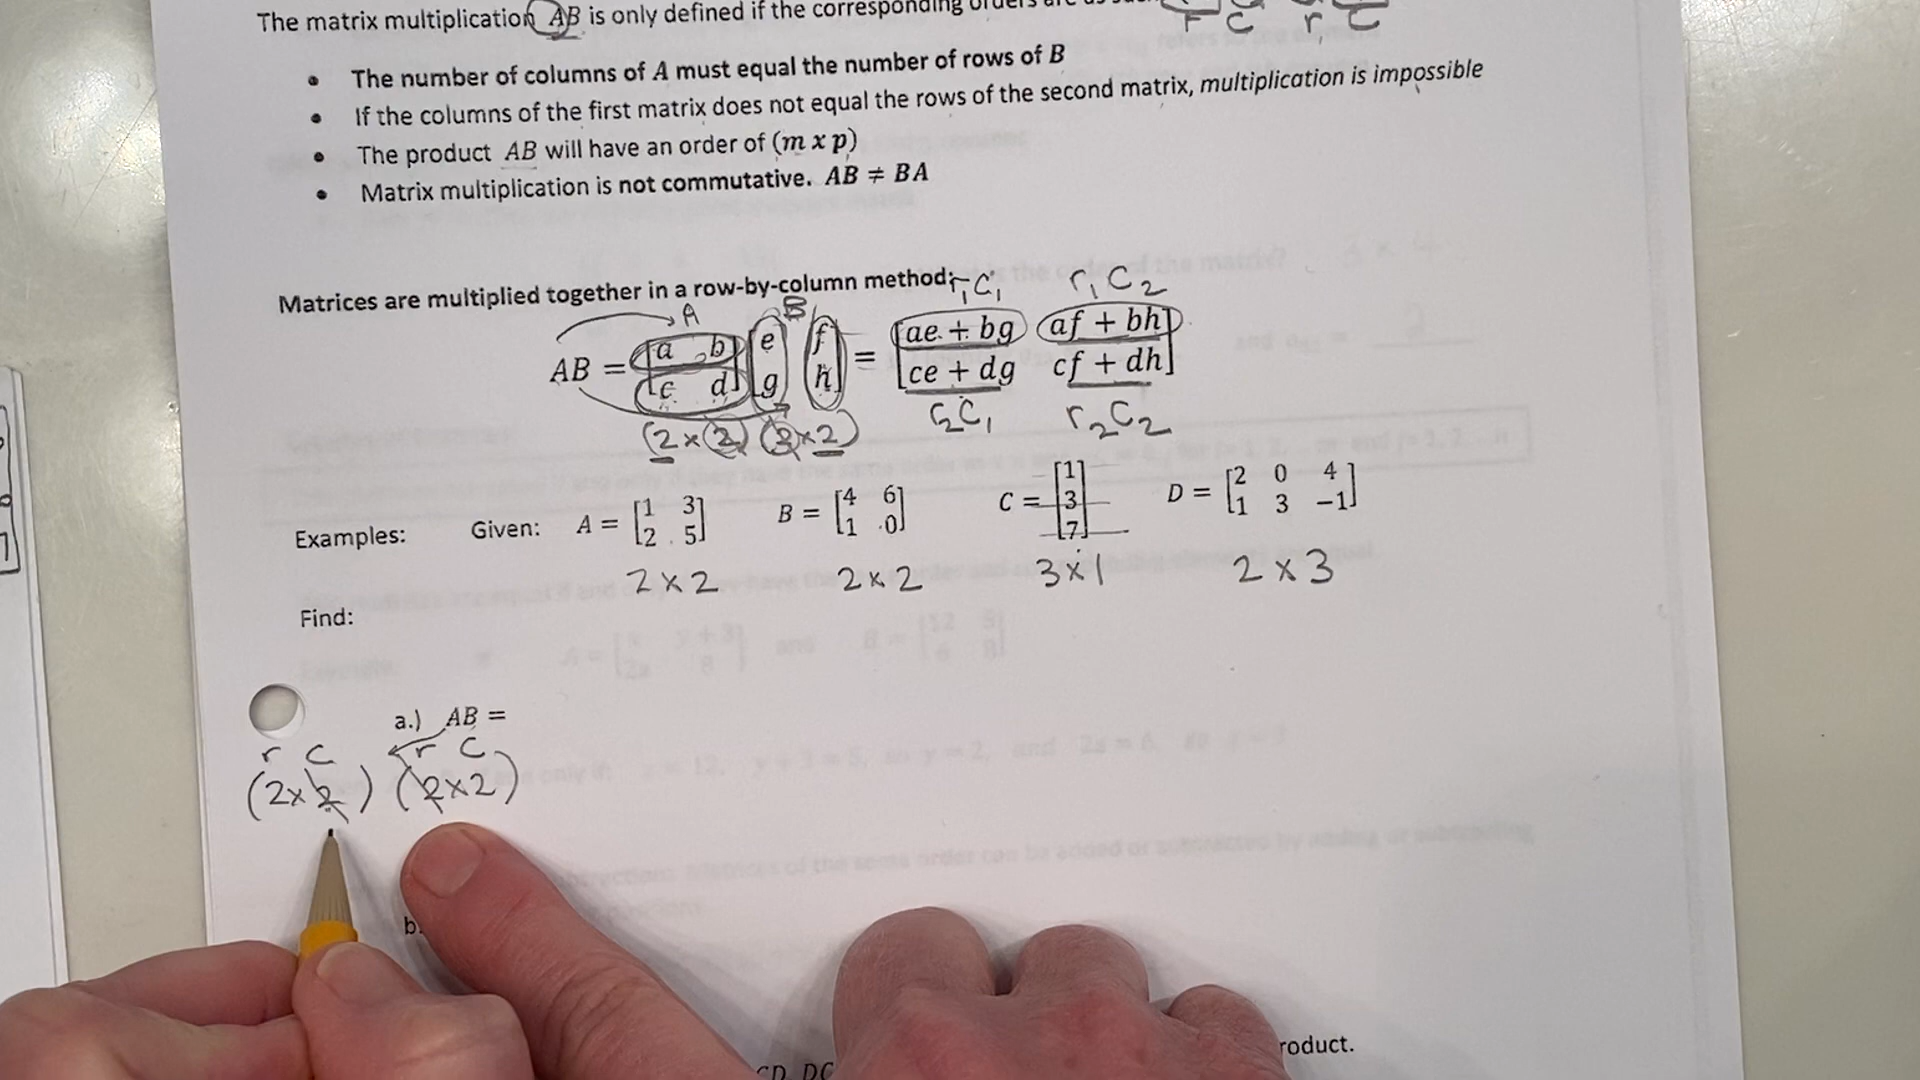 The matrix multiplication AB is only defined if the corresponding orders are as
r C r C
• The number of columns of A must equal the number of rows of B
• If the columns of the first matrix does not equal the rows of the second matrix, multiplication is impossible
• The product AB will have an order of (m x p)
• Matrix multiplication is not commutative. AB ≠ BA
Matrices are multiplied together in a row-by-column method: r₁C₁ r₁C₂
A B
AB = [a b; c d] [e f; g h] = [ae + bg af + bh; ce + dg cf + dh]
(2×2) (2×2) r₂C₁ r₂C₂
Examples: Given: A = [1 3; 2 5] B = [4 6; 1 0] C = [1; 3; 7] D = [2 0 4; 1 3 −1]
2 × 2 2 × 2 3 × 1 2 × 3
Find:
a.) AB =
r C r C
(2×2) (2×2)
b.
CD, DC
roduct.